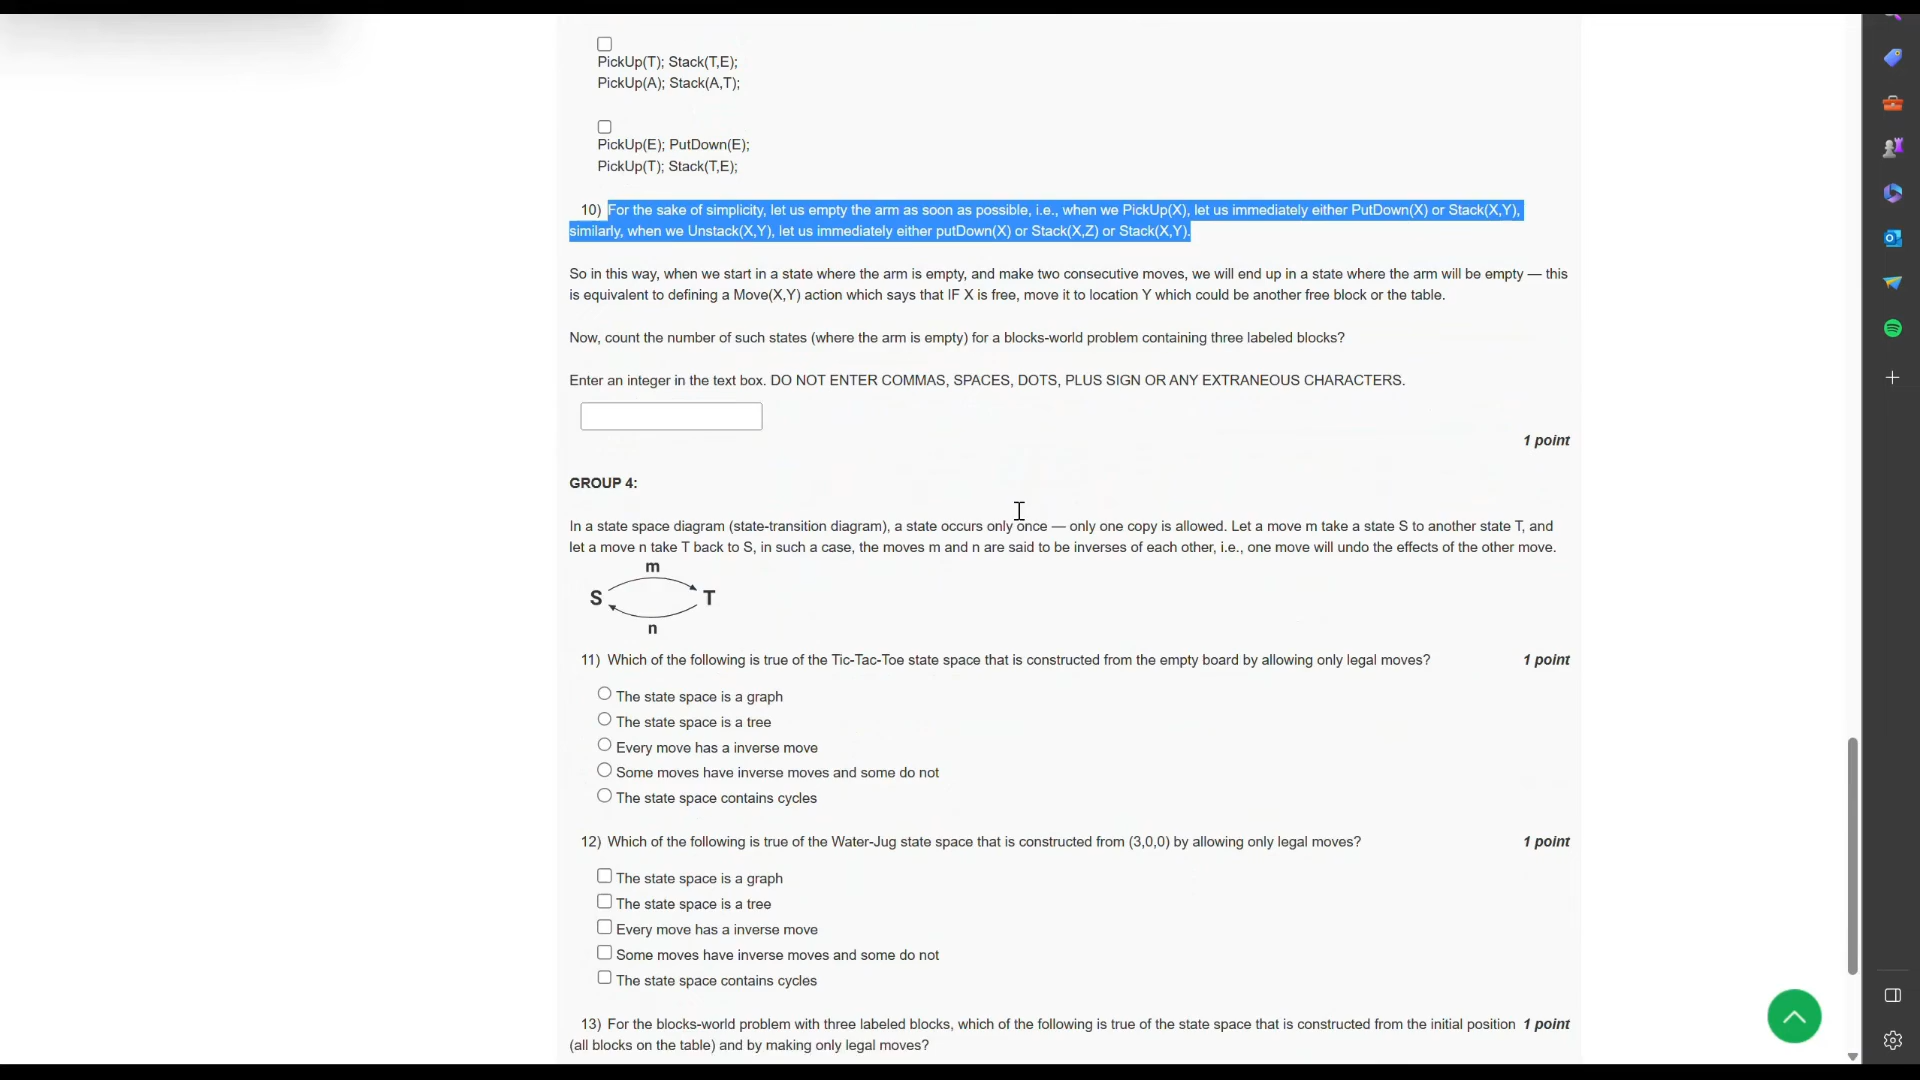 PickUp(T); Stack(T,E);
PickUp(A); Stack(A,T);
PickUp(E); PutDown(E);
PickUp(T); Stack(T,E);
10) For the sake of simplicity, let us empty the arm as soon as possible, i.e., when we PickUp(X), let us immediately either PutDown(X) or Stack(X,Y),
similarly, when we Unstack(X,Y), let us immediately either putDown(X) or Stack(X,Z) or Stack(X,Y).
So in this way, when we start in a state where the arm is empty, and make two consecutive moves, we will end up in a state where the arm will be empty — this
is equivalent to defining a Move(X,Y) action which says that IF X is free, move it to location Y which could be another free block or the table.
Now, count the number of such states (where the arm is empty) for a blocks-world problem containing three labeled blocks?
Enter an integer in the text box. DO NOT ENTER COMMAS, SPACES, DOTS, PLUS SIGN OR ANY EXTRANEOUS CHARACTERS.
1 point
GROUP 4:
In a state space diagram (state-transition diagram), a state occurs only once — only one copy is allowed. Let a move m take a state S to another state T, and
let a move n take T back to S, in such a case, the moves m and n are said to be inverses of each other, i.e., one move will undo the effects of the other move.
m
S T
n
11) Which of the following is true of the Tic-Tac-Toe state space that is constructed from the empty board by allowing only legal moves? 1 point
The state space is a graph
The state space is a tree
Every move has a inverse move
Some moves have inverse moves and some do not
The state space contains cycles
12) Which of the following is true of the Water-Jug state space that is constructed from (3,0,0) by allowing only legal moves? 1 point
The state space is a graph
The state space is a tree
Every move has a inverse move
Some moves have inverse moves and some do not
The state space contains cycles
13) For the blocks-world problem with three labeled blocks, which of the following is true of the state space that is constructed from the initial position 1 point
(all blocks on the table) and by making only legal moves?